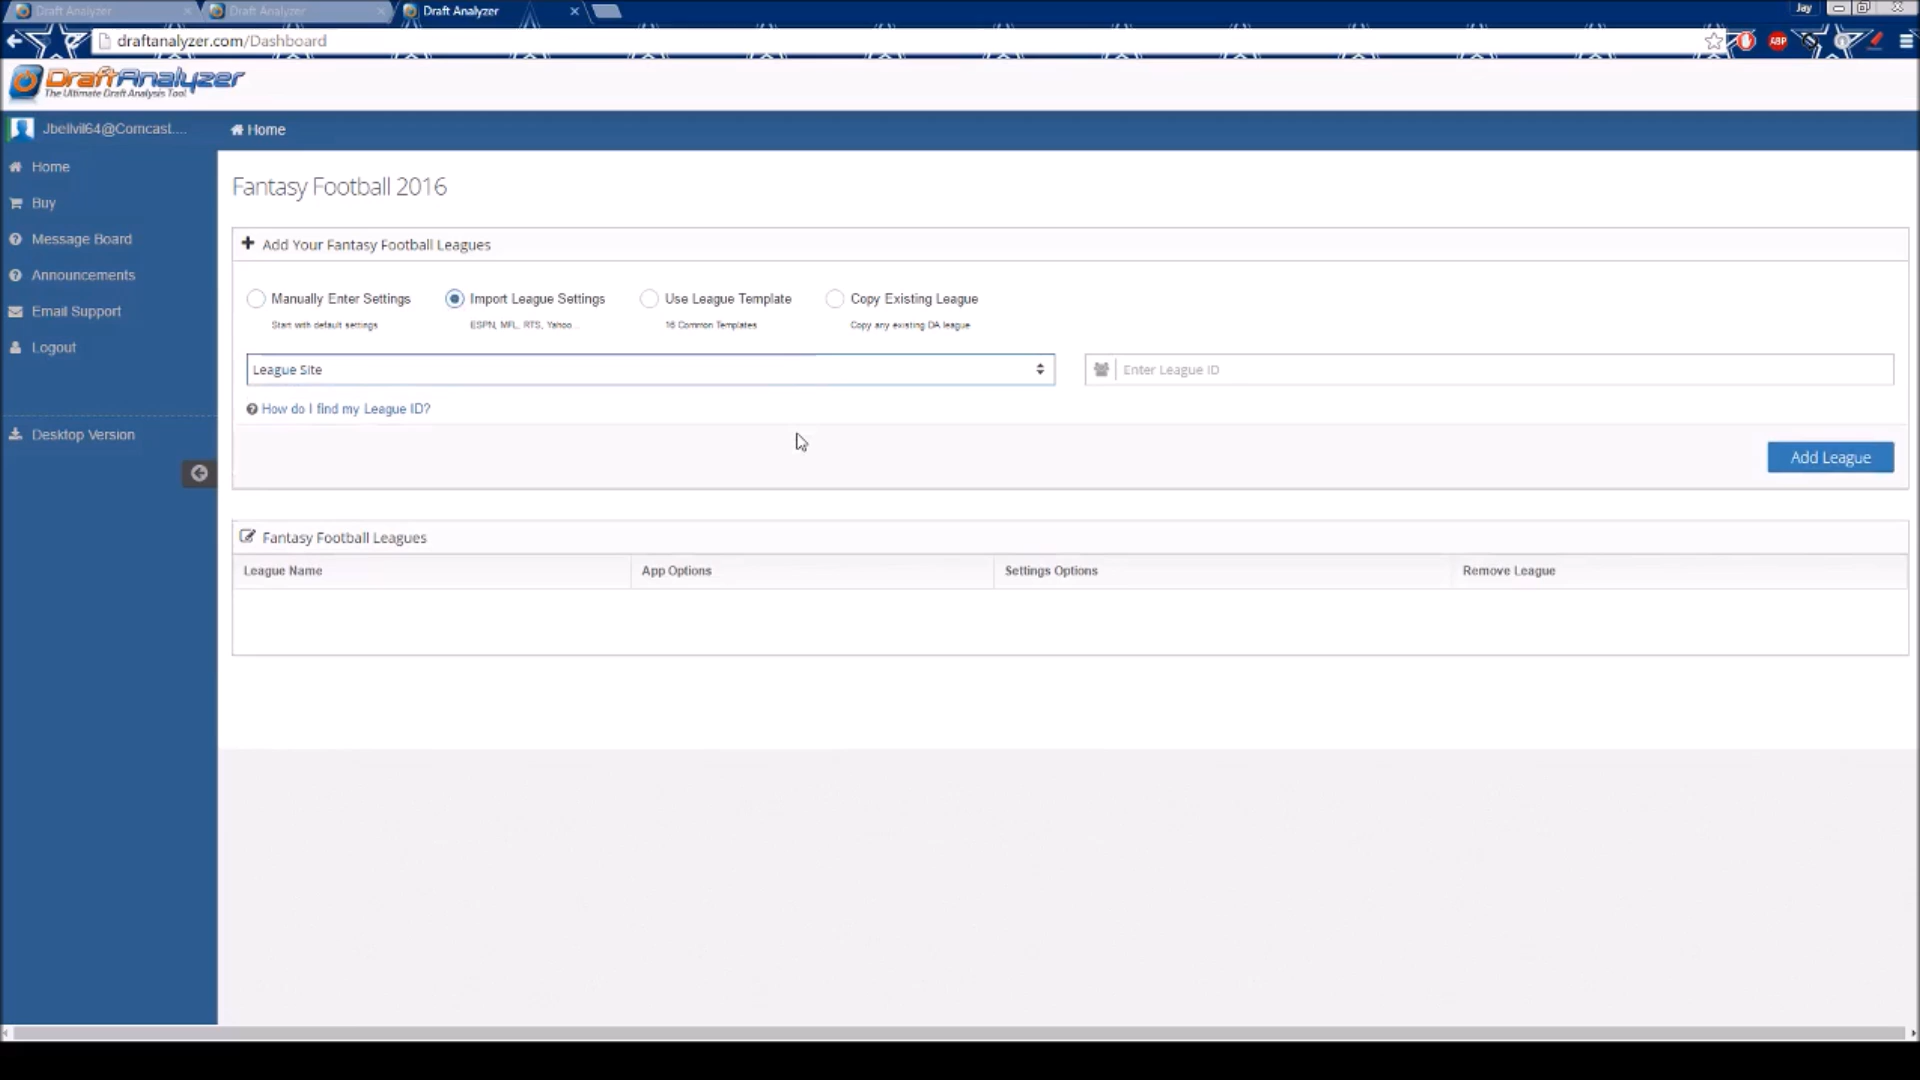 Draft Analyzer
Draft Analyzer
Draft Analyzer
Jay
draftanalyzer.com/Dashboard
ABP
DraftAnalyzer
The Ultimate Draft Analysis Tool
Jbellvil64@Comcast....
Home
Home
Buy
Message Board
Announcements
Email Support
Logout
Desktop Version
Fantasy Football 2016
Add Your Fantasy Football Leagues
Manually Enter Settings
Import League Settings
Use League Template
Copy Existing League
Start with default settings
ESPN, MFL, RTS, Yahoo...
16 Common Templates
Copy any existing DA league
League Site
Enter League ID
How do I find my League ID?
Add League
Fantasy Football Leagues
League Name
App Options
Settings Options
Remove League